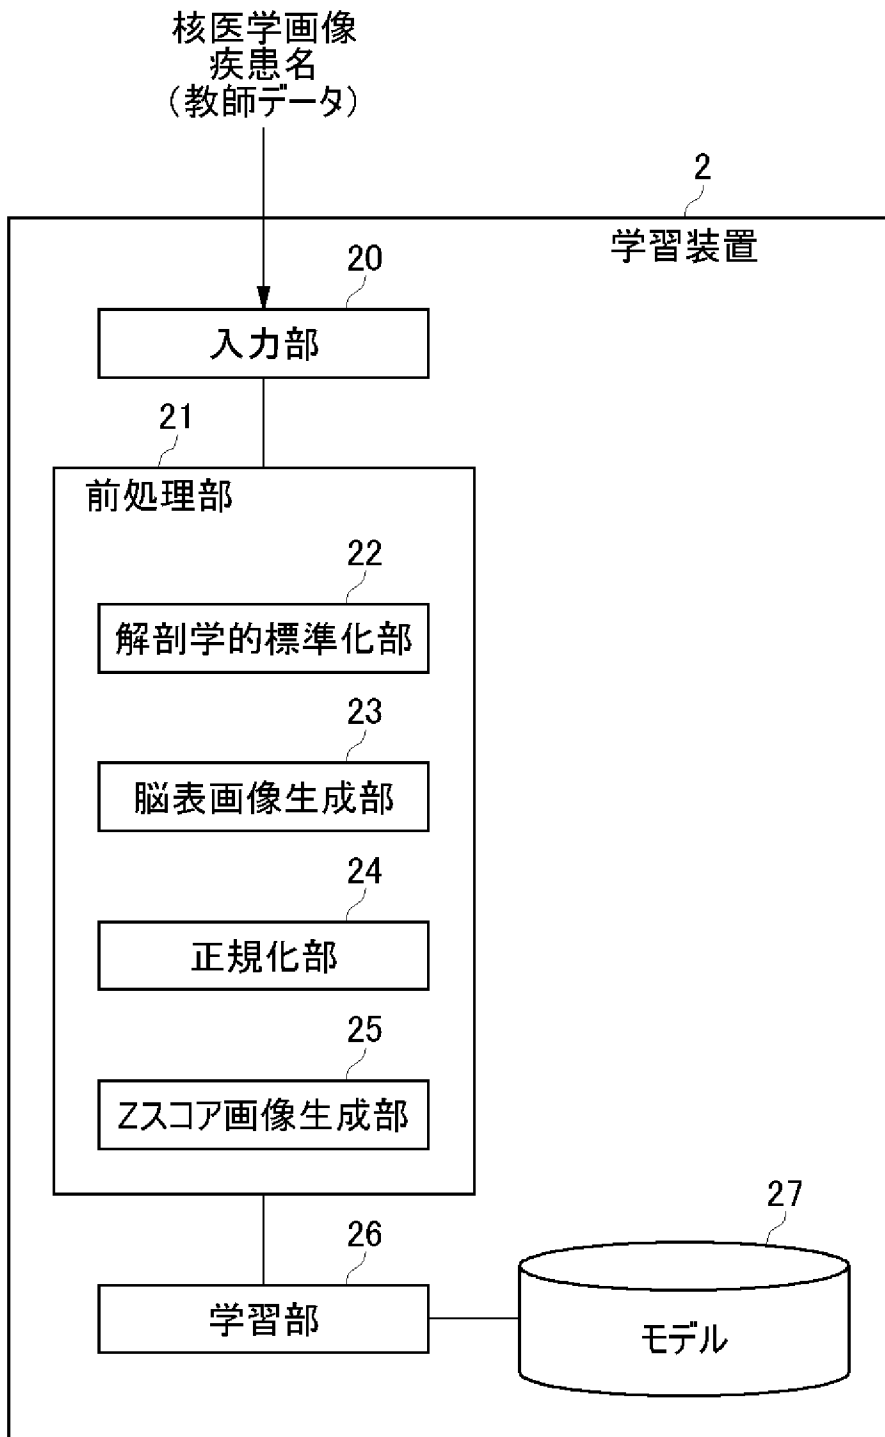 核医学画像
疾患名
（教師データ）
2
学習装置
20
入力部
21
前処理部
22
解剖学的標準化部
23
脳表画像生成部
24
正規化部
25
Zスコア画像生成部
26
学習部
27
モデル